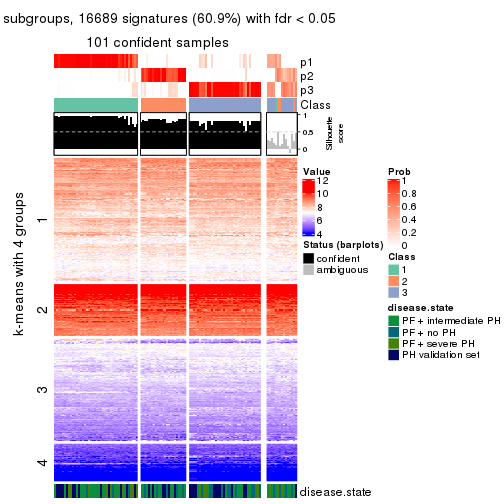 subgroups, 16689 signatures (60.9%) with fdr < 0.05
101 confident samples
p1
p2
p3
Class
1
0.5
0
Silhouette
score
k-means with 4 groups
1
2
3
4
disease.state
Value
12
10
8
6
4
Status (barplots)
confident
ambiguous
Prob
1
0.8
0.6
0.4
0.2
0
Class
1
2
3
disease.state
PF + intermediate PH
PF + no PH
PF + severe PH
PH validation set